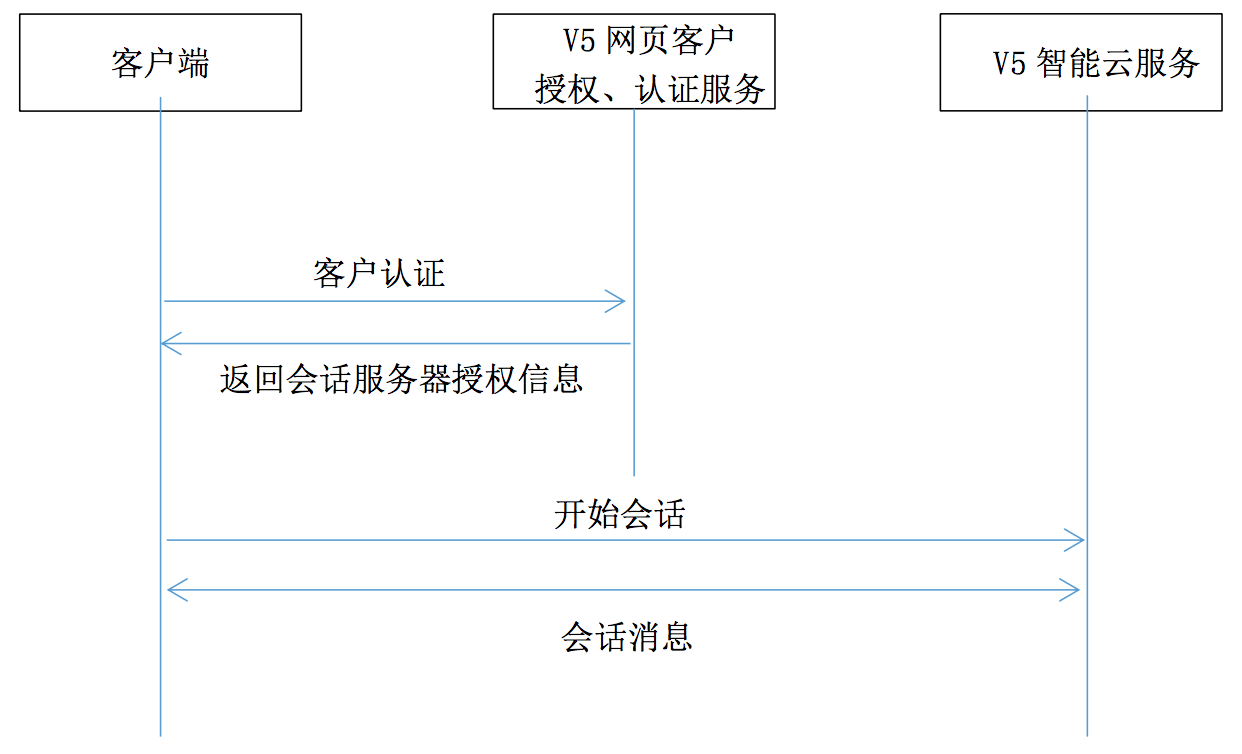 客户端
V5 网页客户
授权、认证服务
V5 智能云服务
客户认证
返回会话服务器授权信息
开始会话
会话消息